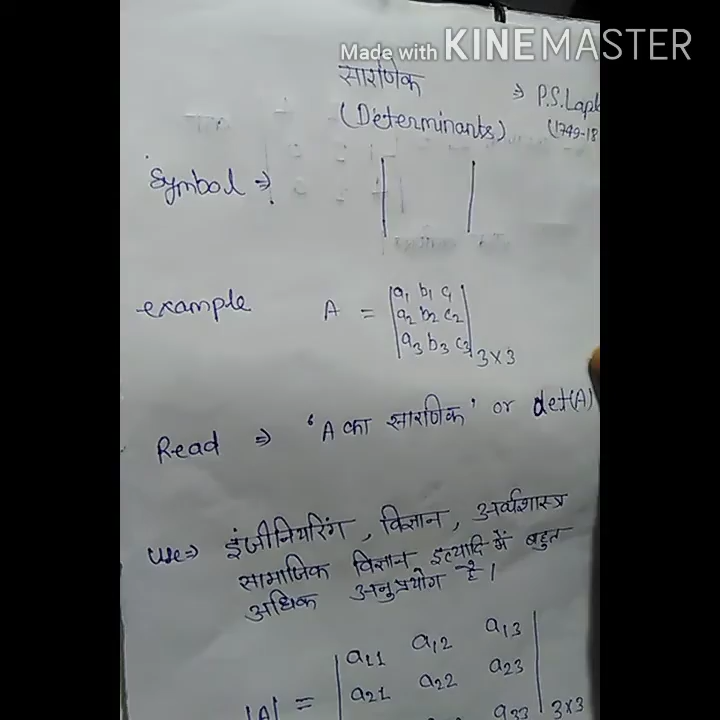 Made with KINEMASTER
सारणिक ⇒ P.S.Lapl
(Determinants) (1749-18
Symbol ⇒ | |
example A = |a₁ b₁ c₁
a₂ b₂ c₂
a₃ b₃ c₃| 3×3
Read ⇒ 'A का सारणिक' or det(A)
Use ⇒ इंजीनियरिंग, विज्ञान, अर्थशास्त्र
सामाजिक विज्ञान इत्यादि में बहुत
अधिक अनुप्रयोग है।
a₁₁ a₁₂ a₁₃
a₂₁ a₂₂ a₂₃
|A| = a₃₃ 3×3